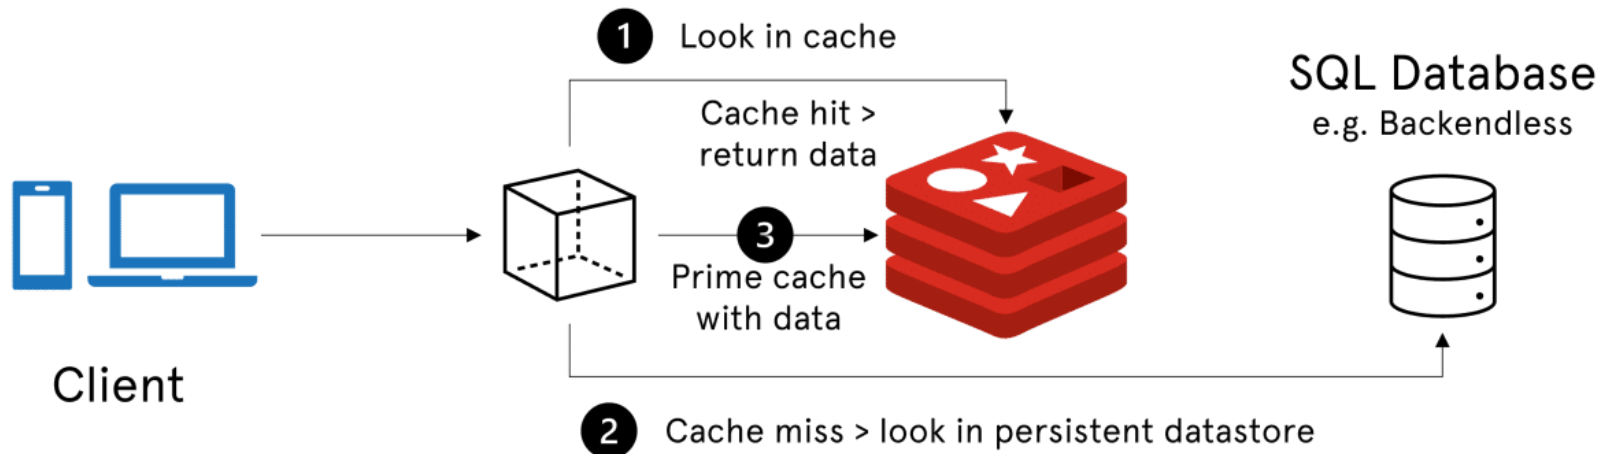 1 Look in cache
Cache hit >
return data
SQL Database
e.g. Backendless
3
Prime cache
with data
Client
2 Cache miss > look in persistent datastore